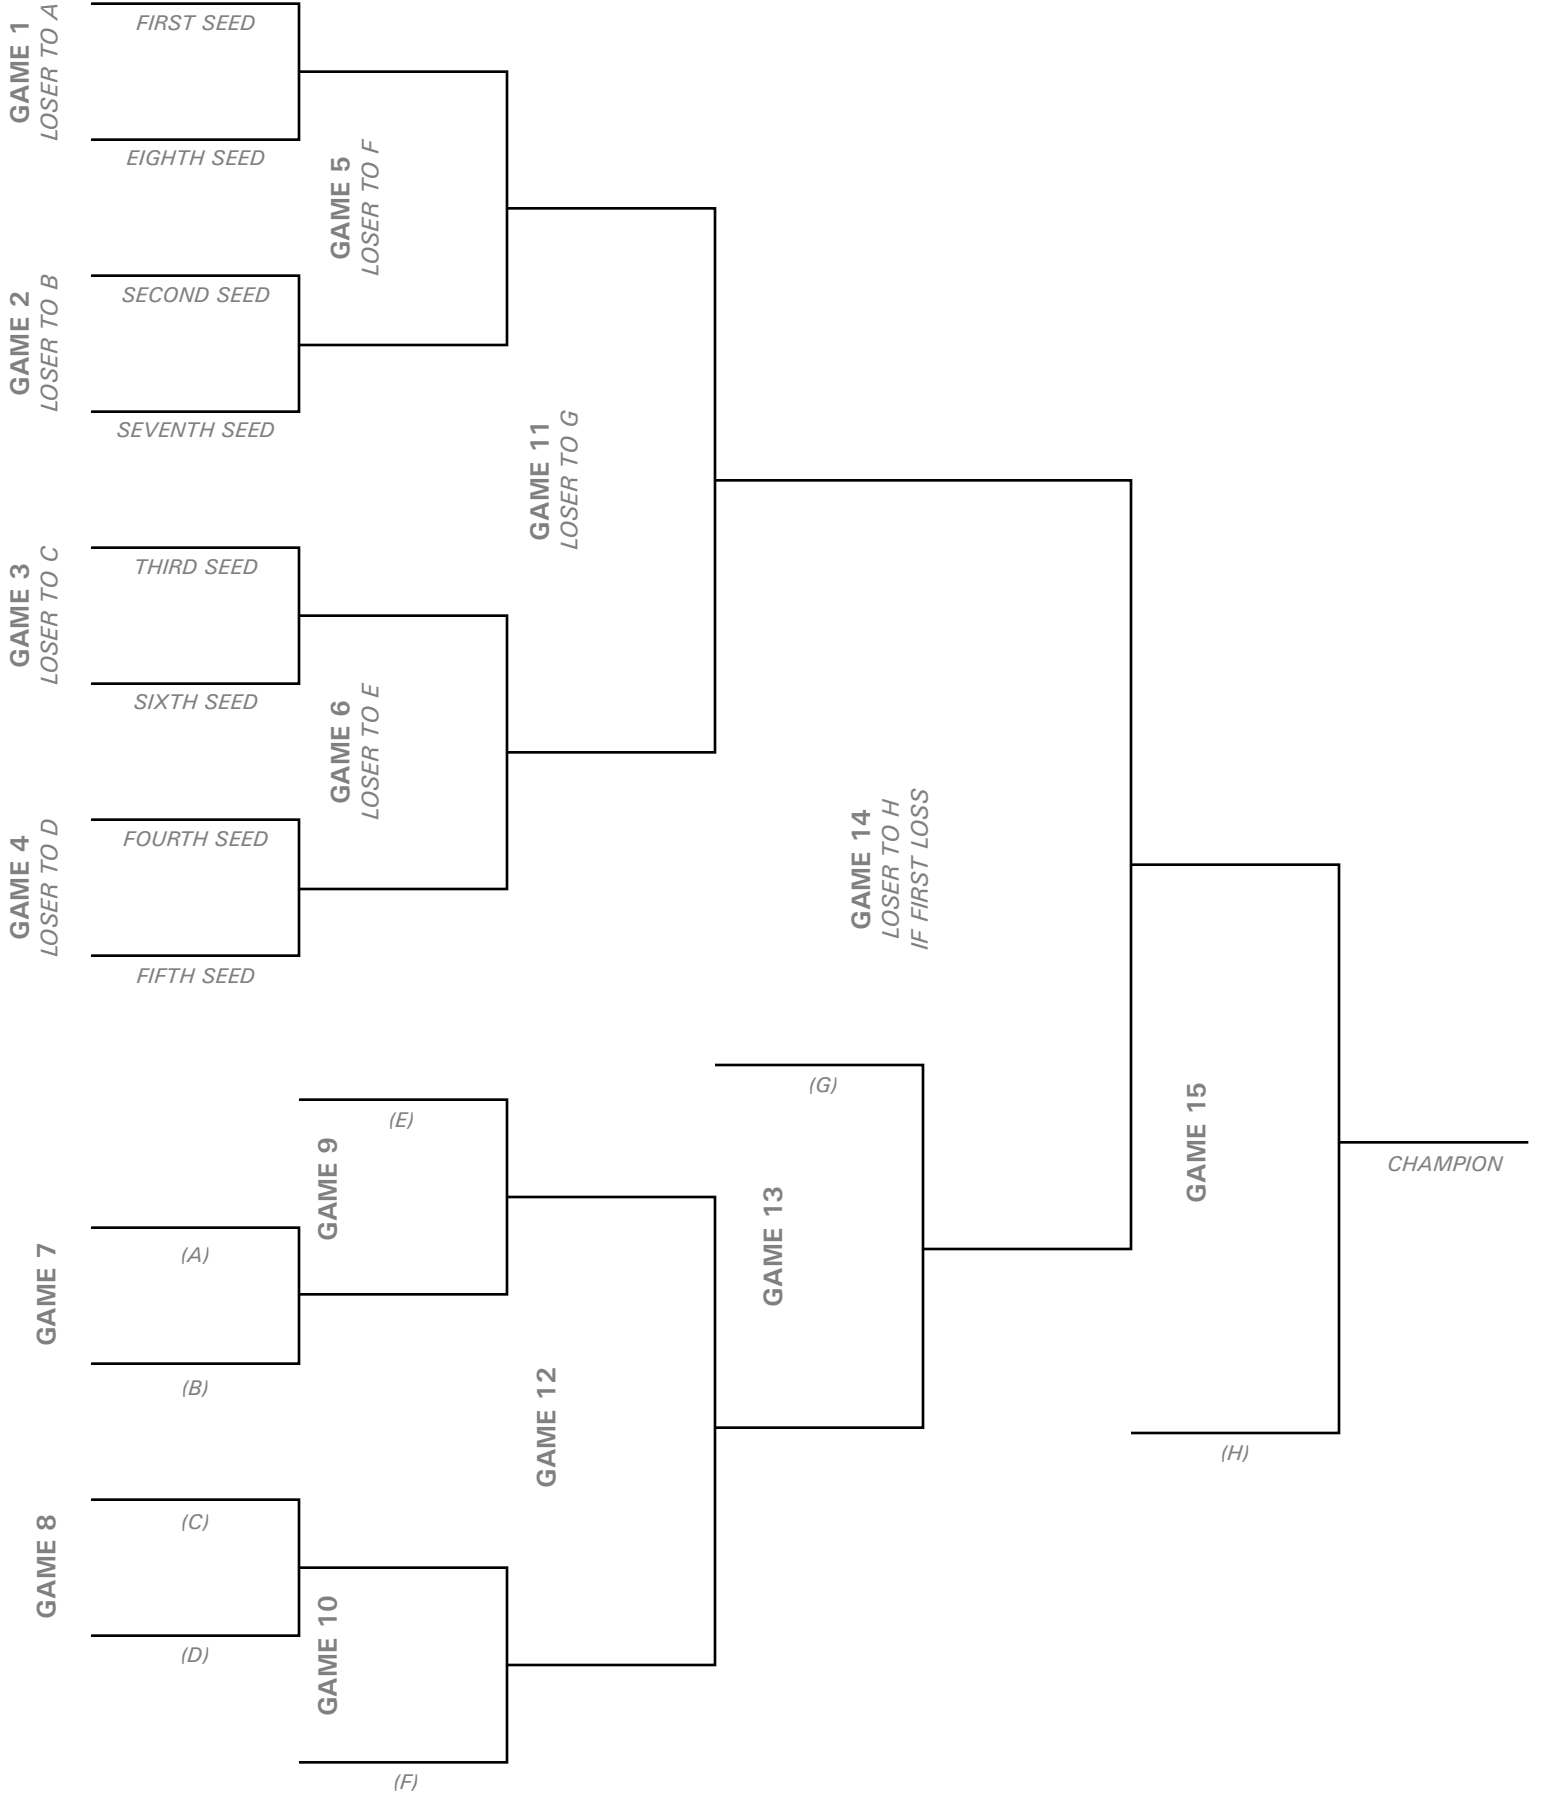 GAME 1
LOSER TO A
FIRST SEED
EIGHTH SEED
GAME 5
LOSER TO F
GAME 2
LOSER TO B
SECOND SEED
SEVENTH SEED
GAME 11
LOSER TO G
GAME 3
LOSER TO C
THIRD SEED
SIXTH SEED
GAME 6
LOSER TO E
GAME 4
LOSER TO D
FOURTH SEED
FIFTH SEED
GAME 14
LOSER TO H
IF FIRST LOSS
(G)
(E)
GAME 9
GAME 13
GAME 15
CHAMPION
GAME 7
(A)
(B)
GAME 12
(H)
GAME 8
(C)
(D)
GAME 10
(F)